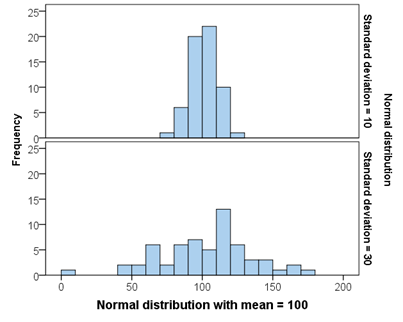 25
20
15
10
5
0
Standard deviation = 10
25
20
15
10
5
0
Standard deviation = 30
Frequency
Normal distribution
0 50 100 150 200
Normal distribution with mean = 100